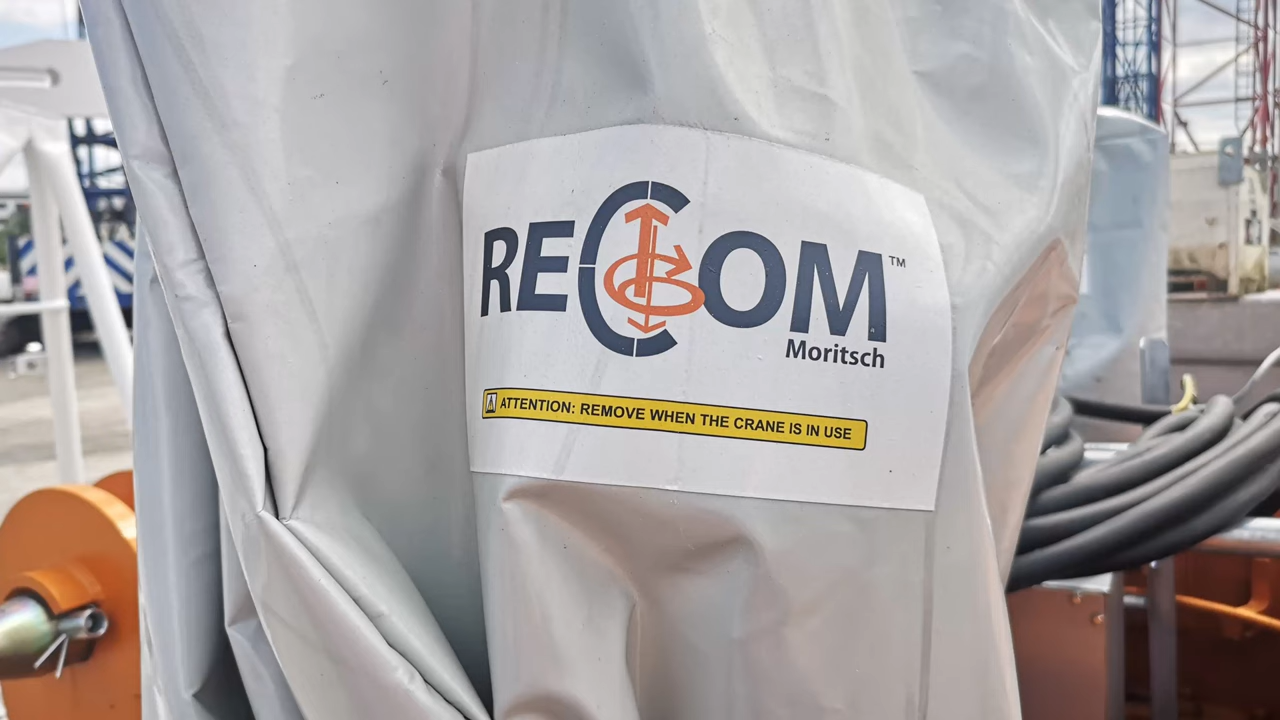 RECOM™
Moritsch
ATTENTION: REMOVE WHEN THE CRANE IS IN USE